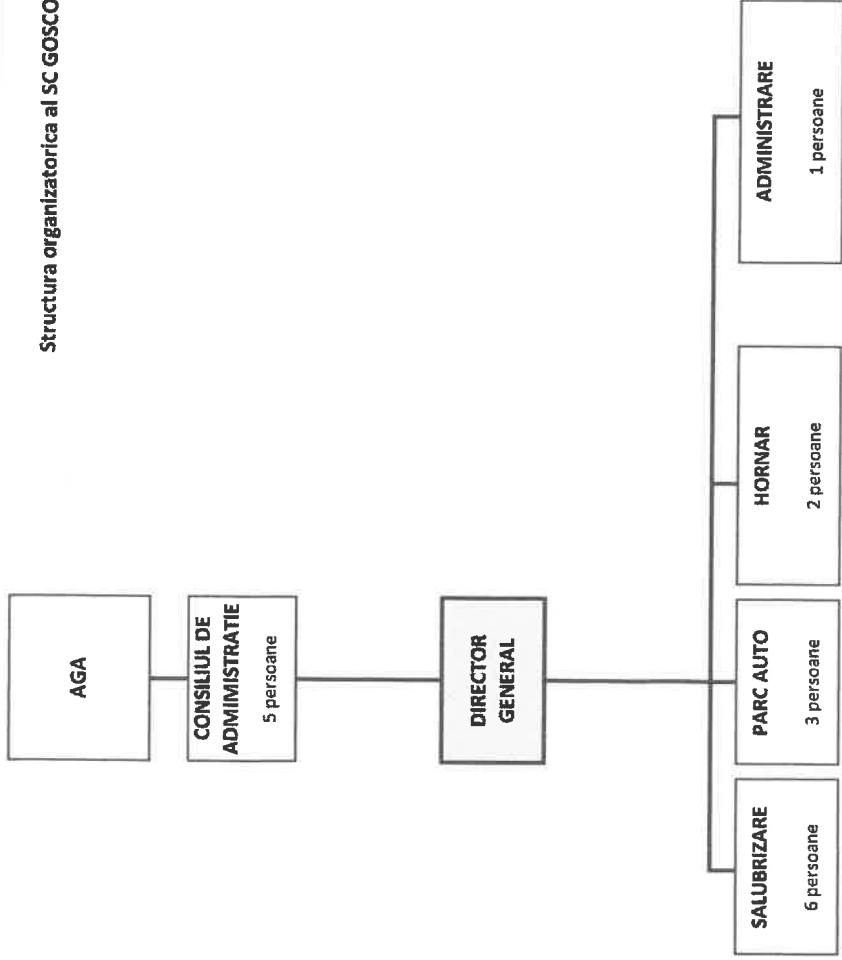 Structura organizatorica al SC GOSCO
AGA
CONSILIUL DE
ADMIMISTRATIE
5 persoane
DIRECTOR
GENERAL
SALUBRIZARE
6 persoane
PARC AUTO
3 persoane
HORNAR
2 persoane
ADMINISTRARE
1 persoane